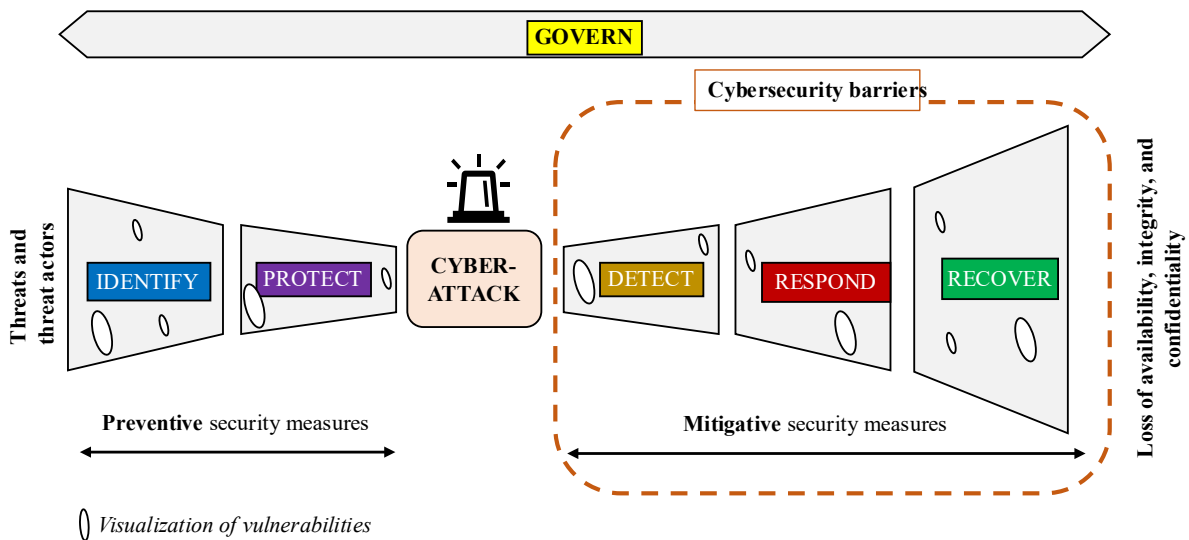 GOVERN
Cybersecurity barriers
Threats and
threat actors
IDENTIFY
PROTECT
CYBER-
ATTACK
DETECT
RESPOND
RECOVER
Loss of availability, integrity, and
confidentiality
Preventive security measures
Mitigative security measures
Visualization of vulnerabilities